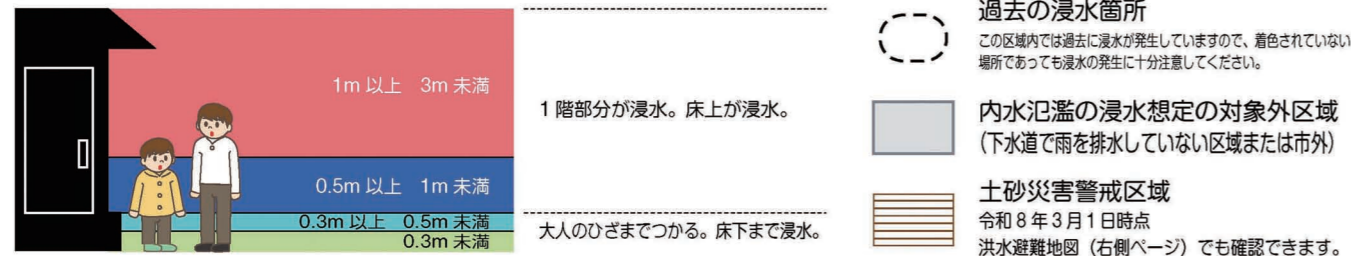 1m 以上 3m 未満
0.5m 以上 1m 未満
0.3m 以上 0.5m 未満
0.3m 未満
1 階部分が浸水。床上が浸水。
大人のひざまでつかる。床下まで浸水。
過去の浸水箇所
この区域内では過去に浸水が発生していますので、着色されていない
場所であっても浸水の発生に十分注意してください。
内水氾濫の浸水想定の対象外区域
(下水道で雨を排水していない区域または市外)
土砂災害警戒区域
令和8年3月1日時点
洪水避難地図(右側ページ)でも確認できます。